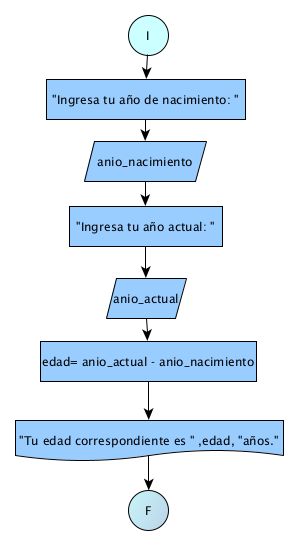 I
"Ingresa tu año de nacimiento: "
anio_nacimiento
"Ingresa tu año actual: "
anio_actual
edad= anio_actual - anio_nacimiento
"Tu edad correspondiente es " ,edad, "años."
F